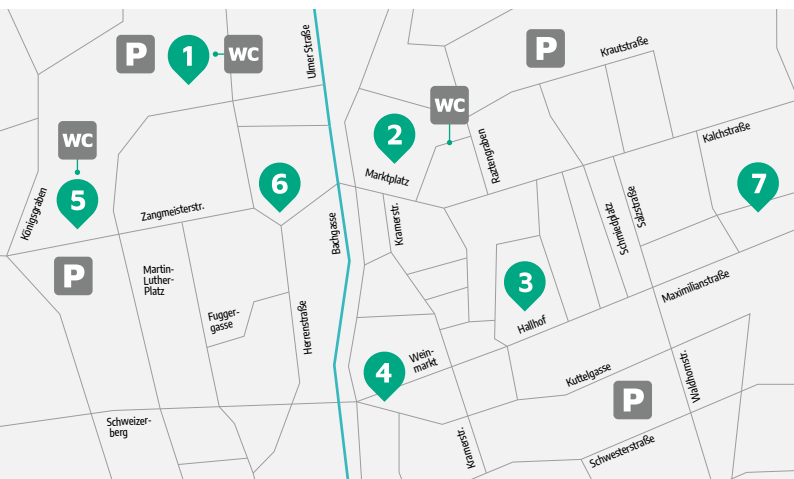 P
1
WC
Ulmer Straße
P
Krautstraße
WC
2
WC
Kalchstraße
Raztengraben
Marktplatz
5
6
7
Königsgraben
Zangmeisterstr.
Bachgasse
Kramerstr.
Schmiedplatz
Salzstraße
P
Martin-
Luther-
Platz
3
Maximilianstraße
Fugger-
gasse
Hallhof
Herrenstraße
4
Wein-
markt
Kuttelgasse
Waldhornstr.
P
Schweizer-
berg
Kramerstr.
Schwesterstraße